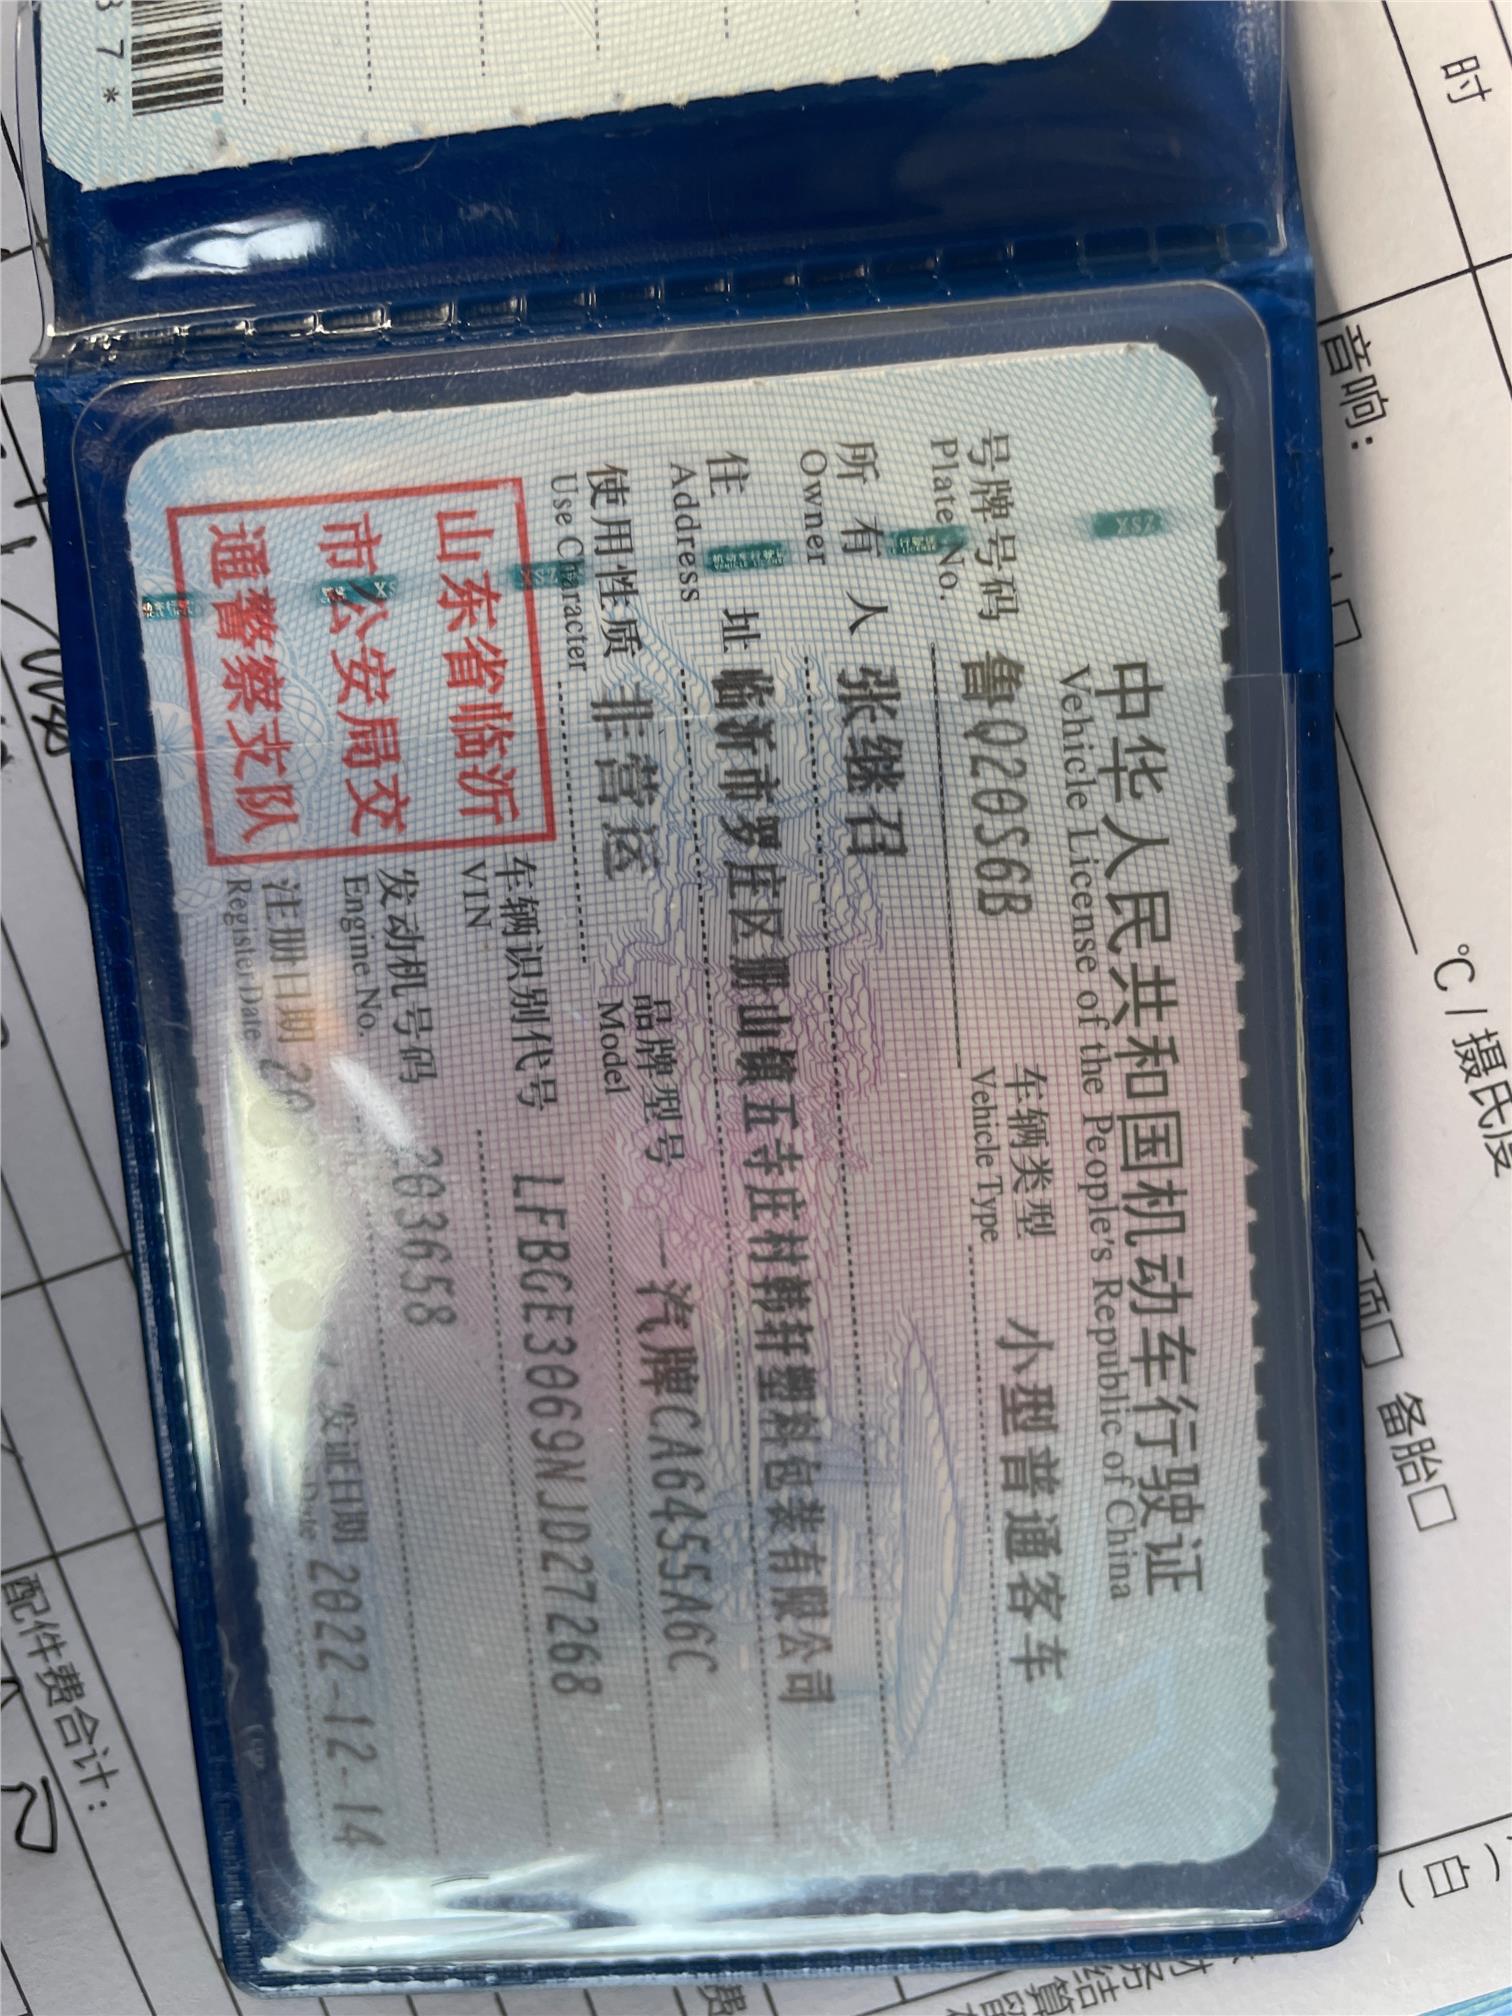 中华人民共和国机动车行驶证
Vehicle License of the People's Republic of China
号牌号码 鲁Q20S6B 车辆类型 小型普通客车
Plate No. Vehicle Type
所有人 张继召
Owner
住址 临沂市罗庄区册山镇五寺庄村韩轩塑料包装有限公司
Address
使用性质 非营运 品牌型号 一汽牌CA6455A6C
Use Character Model
山东省临沂
市公安局交
通警察支队
车辆识别代号 LFBGE3069NJD27268
VIN
发动机号码 203658
Engine No.
注册日期 20 发证日期 2022-12-14
Register Date Date
37*
时
音响:
°C/摄氏度
备胎□
(白)
配件费合计: